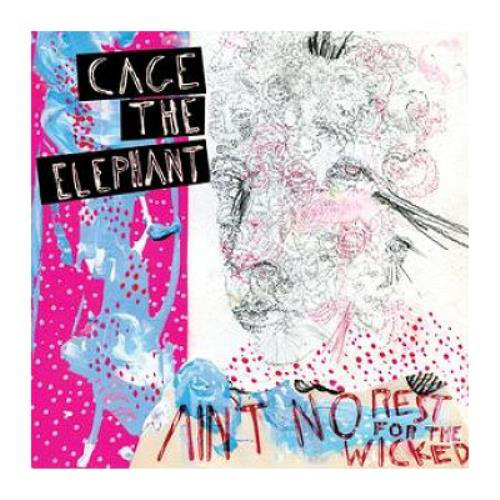 CAGE
THE
ELEPHANT
AIN'T NO REST
FOR THE
WICKED